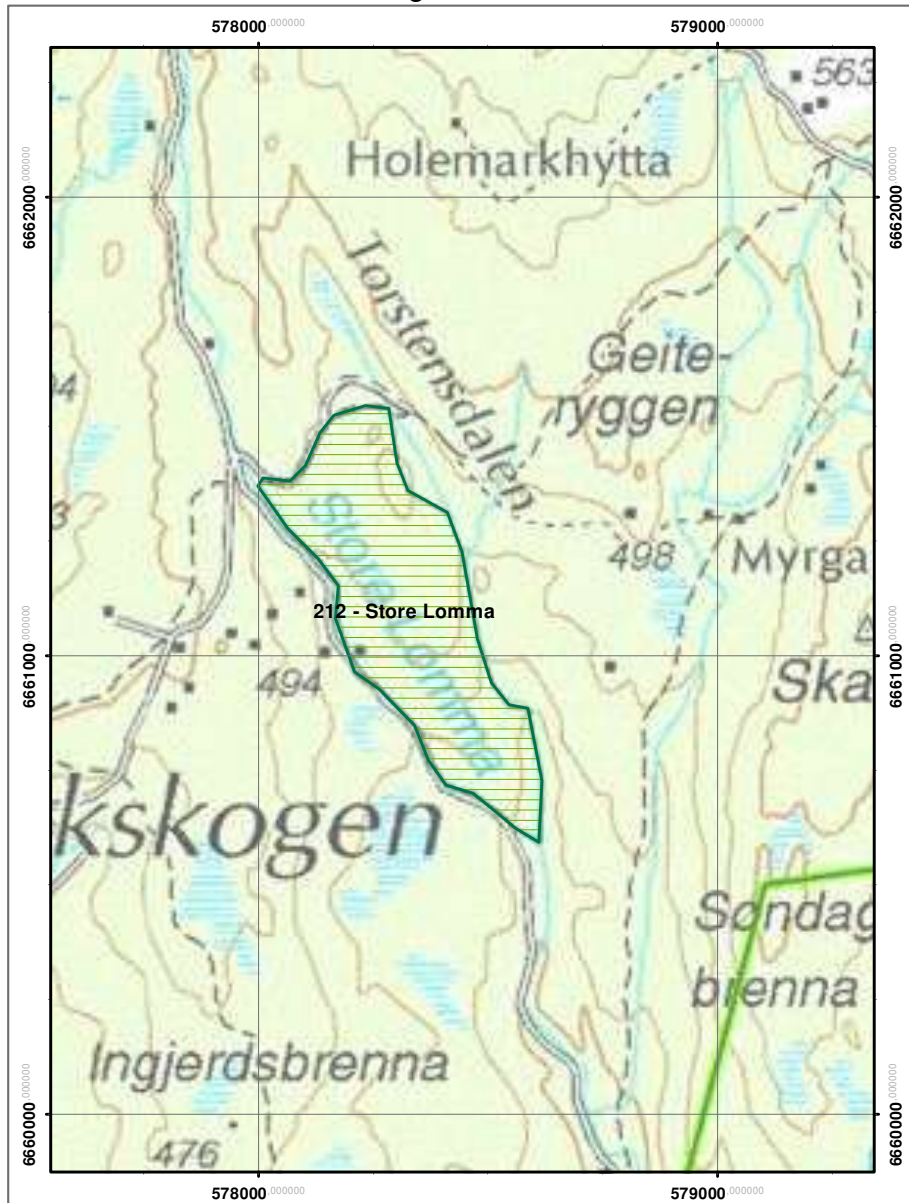 578000,000000 579000,000000
563
Holemarkhytta
6662000,000000 6662000,000000
Torstensdalen
Geite-
ryggen
Store Lomma
498
Myrga
212 - Store Lomma
6661000,000000 6661000,000000
494
Ska
kskogen
Søndag
brenna
Ingjerdsbrenna
6660000,000000 6660000,000000
476
578000,000000 579000,000000